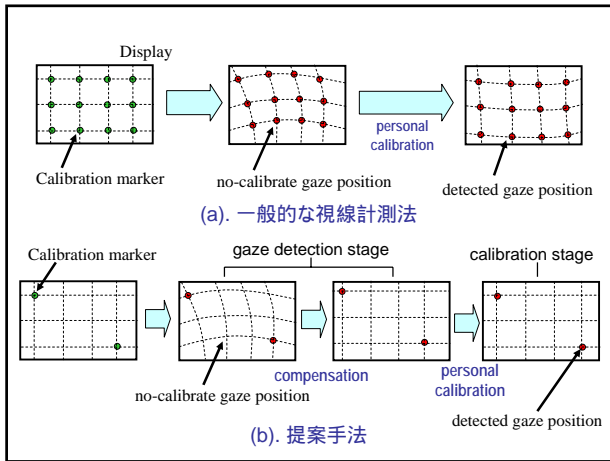 Display
personal
calibration
Calibration marker
no-calibrate gaze position
detected gaze position
(a). 一般的な視線計測法
Calibration marker
gaze detection stage
calibration stage
compensation
personal
calibration
no-calibrate gaze position
detected gaze position
(b). 提案手法